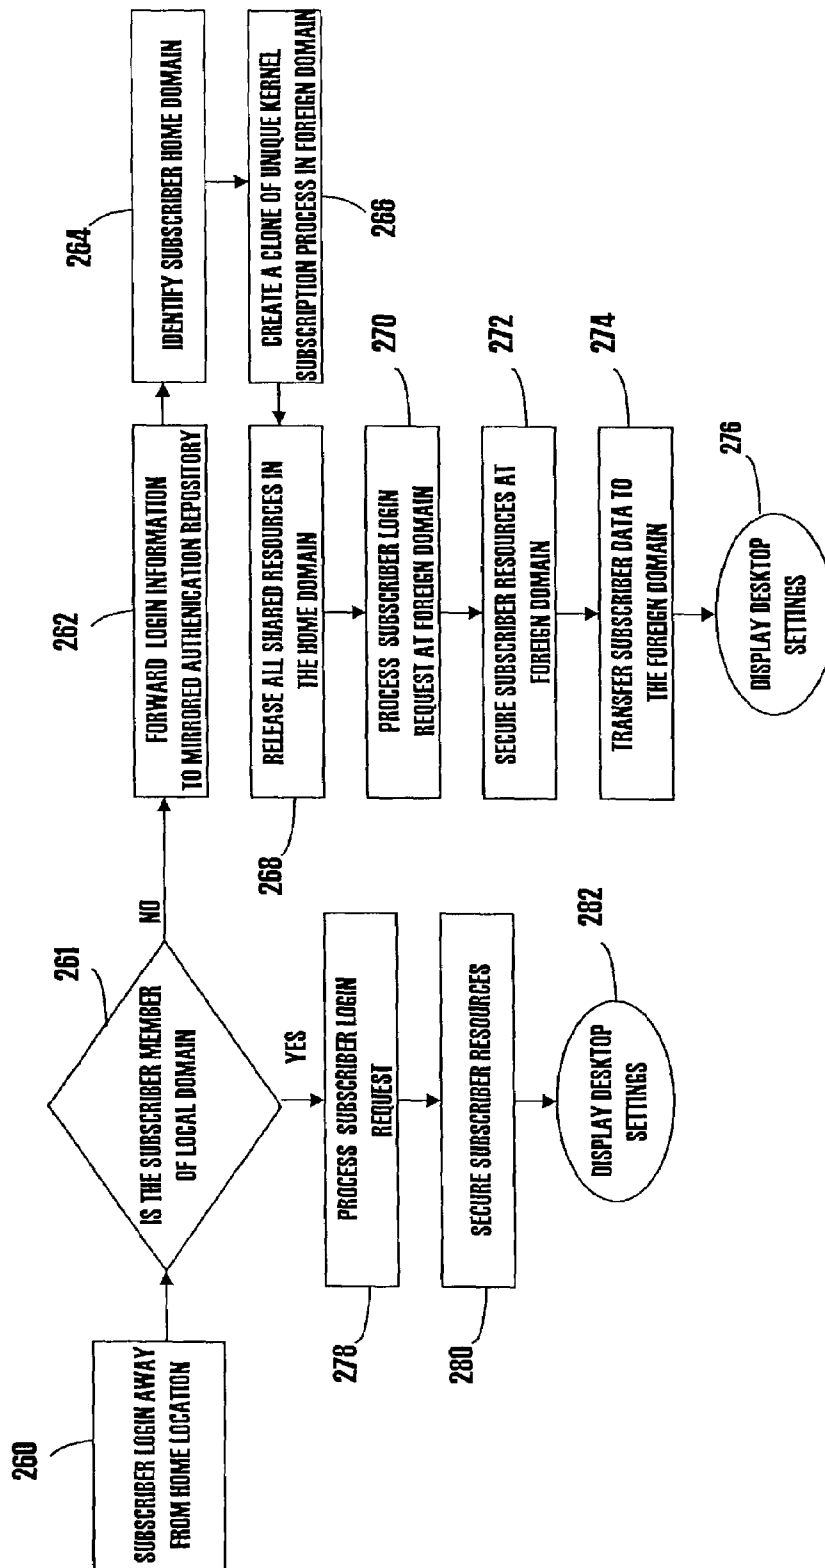 260
SUBSCRIBER LOGIN AWAY
FROM HOME LOCATION
261
IS THE SUBSCRIBER MEMBER
OF LOCAL DOMAIN
NO
YES
262
FORWARD LOGIN INFORMATION
TO MIRRORED AUTHENICATION REPOSITORY
264
IDENTIFY SUBSCRIBER HOME DOMAIN
CREATE A CLONE OF UNIQUE KERNEL
SUBSCRIPTION PROCESS IN FOREIGN DOMAIN
266
RELEASE ALL SHARED RESOURCES IN
THE HOME DOMAIN
268
PROCESS SUBSCRIBER LOGIN
REQUEST AT FOREIGN DOMAIN
270
SECURE SUBSCRIBER RESOURCES AT
FOREIGN DOMAIN
272
TRANSFER SUBSCRIBER DATA TO
THE FOREIGN DOMAIN
274
DISPLAY DESKTOP
SETTINGS
276
PROCESS SUBSCRIBER LOGIN
REQUEST
278
SECURE SUBSCRIBER RESOURCES
280
DISPLAY DESKTOP
SETTINGS
282